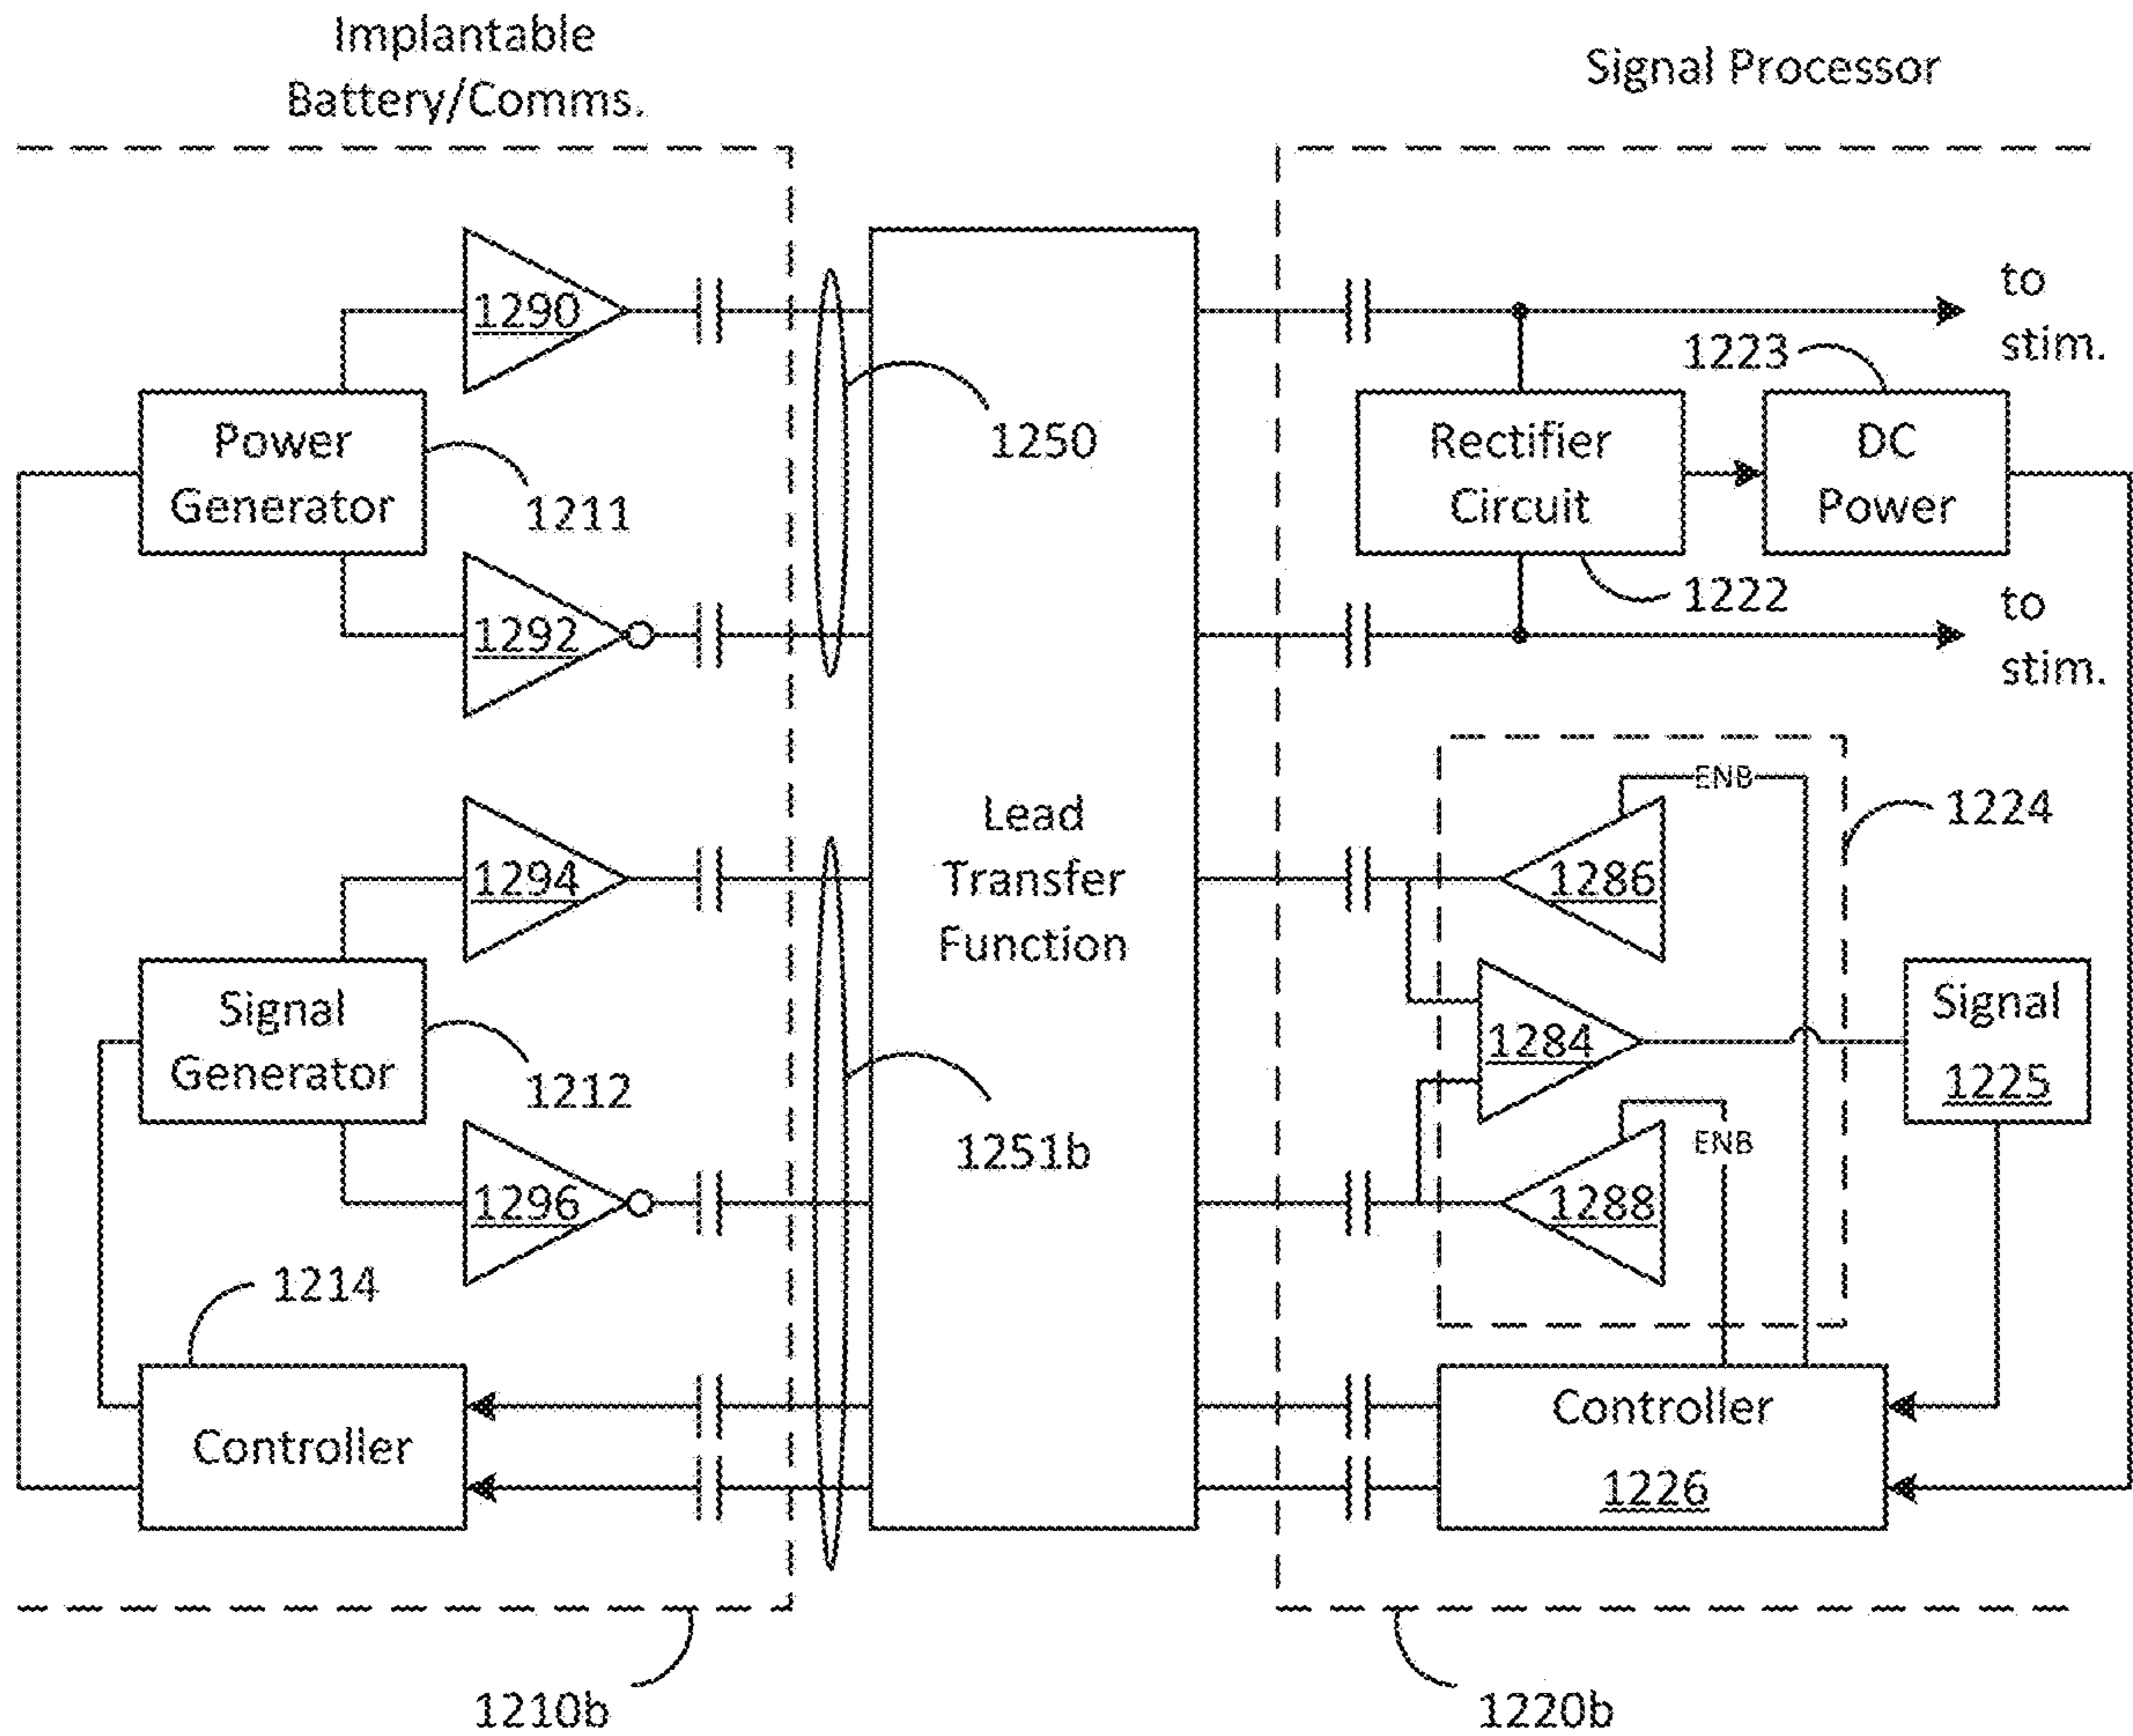 Implantable
Battery/Comms.
Signal Processor
1290
to
stim.
1223
Power
Generator
1211
1250
Rectifier
Circuit
DC
Power
1292
1222
to
stim.
ENB
1224
1294
Lead
Transfer
Function
1286
Signal
Generator
1212
1284
Signal
1225
1251b
ENB
1296
1288
1214
Controller
Controller
1226
1210b
1220b